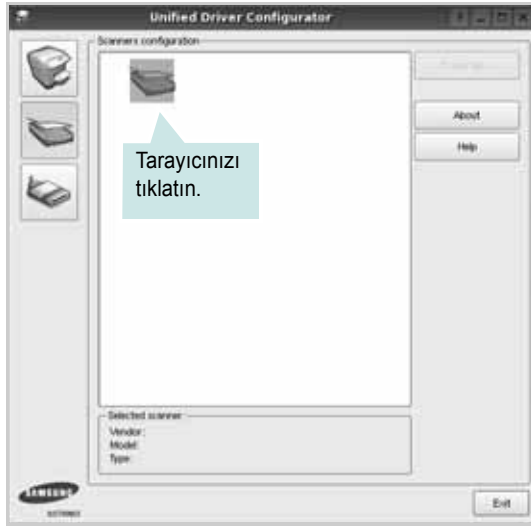 Unified Driver Configurator
Scanners configuration
About
Help
Tarayıcınızı
tıklatın.
Selected scanner
Vendor:
Model:
Type:
SAMSUNG
Exit